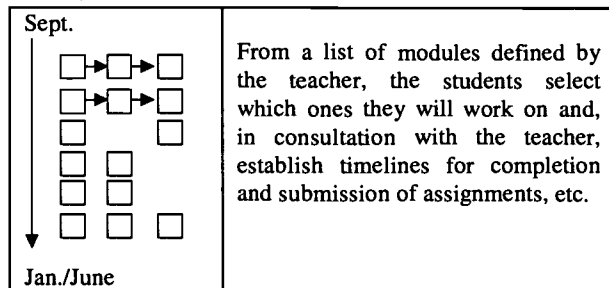 Sept.
From a list of modules defined by
the teacher, the students select
which ones they will work on and,
in consultation with the teacher,
establish timelines for completion
and submission of assignments, etc.
Jan./June